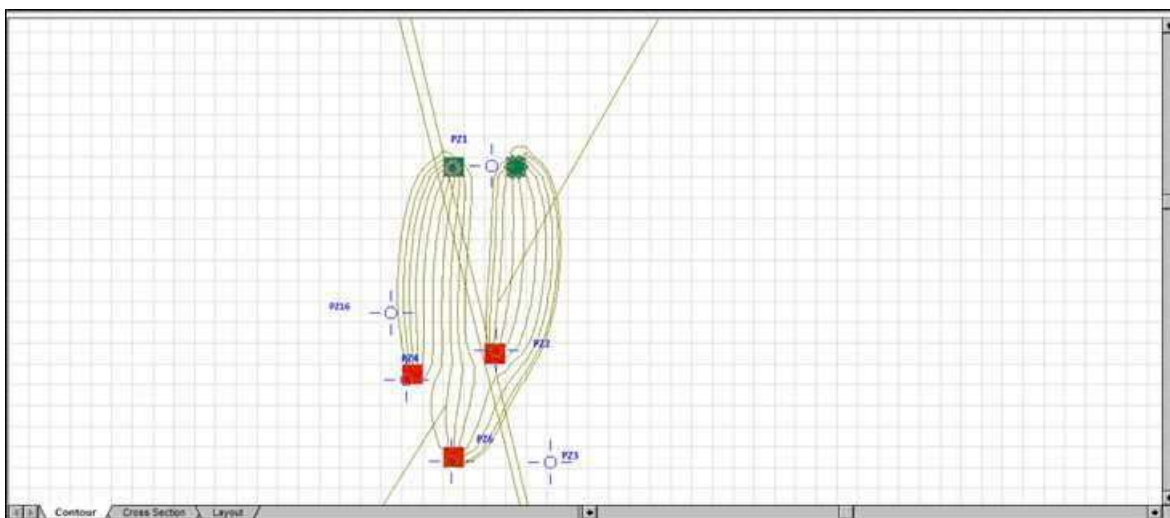 PZ1
PZ16
PZ2
PZ4
PZ6
PZ3
Contour
Cross Section
Layout